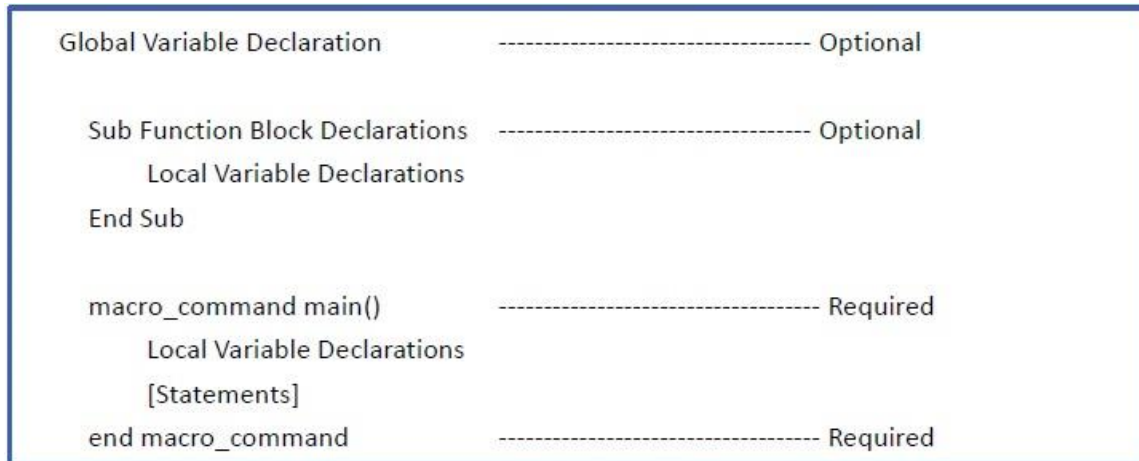 Global Variable Declaration ---------------------------------- Optional
Sub Function Block Declarations ---------------------------------- Optional
Local Variable Declarations
End Sub
macro_command main() ----------------------------------- Required
Local Variable Declarations
[Statements]
end macro_command ----------------------------------- Required